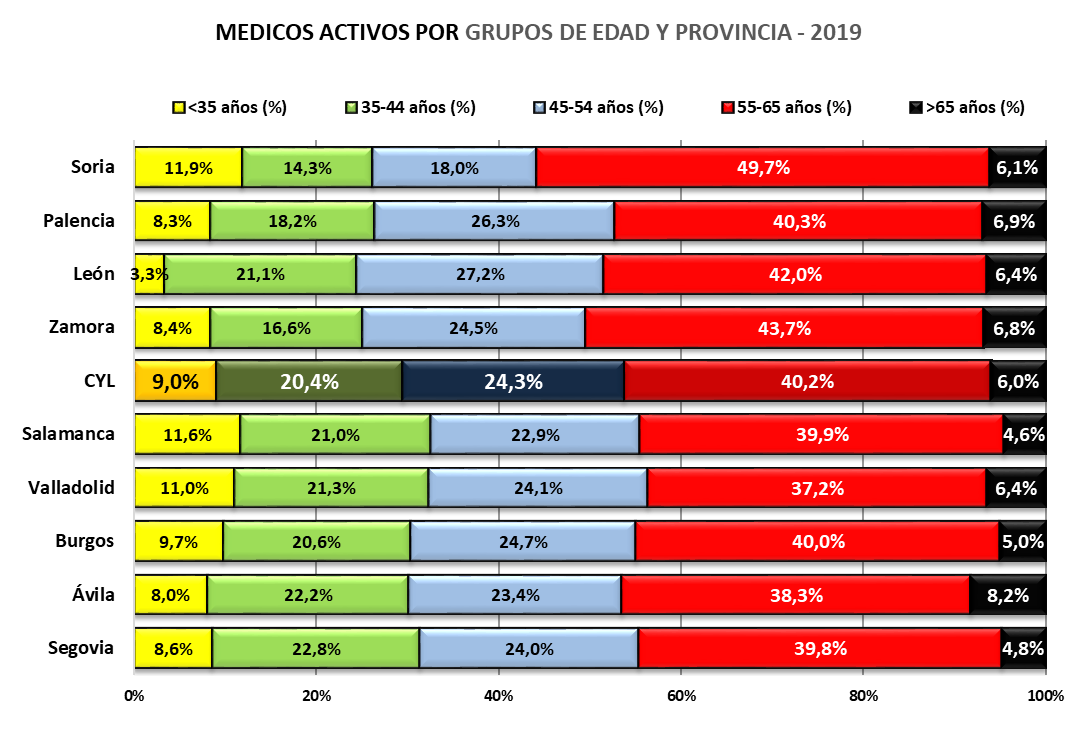 MEDICOS ACTIVOS POR GRUPOS DE EDAD Y PROVINCIA - 2019
<35 años (%) 35-44 años (%) 45-54 años (%) 55-65 años (%) >65 años (%)
Soria 11,9% 14,3% 18,0% 49,7% 6,1%
Palencia 8,3% 18,2% 26,3% 40,3% 6,9%
León 3,3% 21,1% 27,2% 42,0% 6,4%
Zamora 8,4% 16,6% 24,5% 43,7% 6,8%
CYL 9,0% 20,4% 24,3% 40,2% 6,0%
Salamanca 11,6% 21,0% 22,9% 39,9% 4,6%
Valladolid 11,0% 21,3% 24,1% 37,2% 6,4%
Burgos 9,7% 20,6% 24,7% 40,0% 5,0%
Ávila 8,0% 22,2% 23,4% 38,3% 8,2%
Segovia 8,6% 22,8% 24,0% 39,8% 4,8%
0% 20% 40% 60% 80% 100%